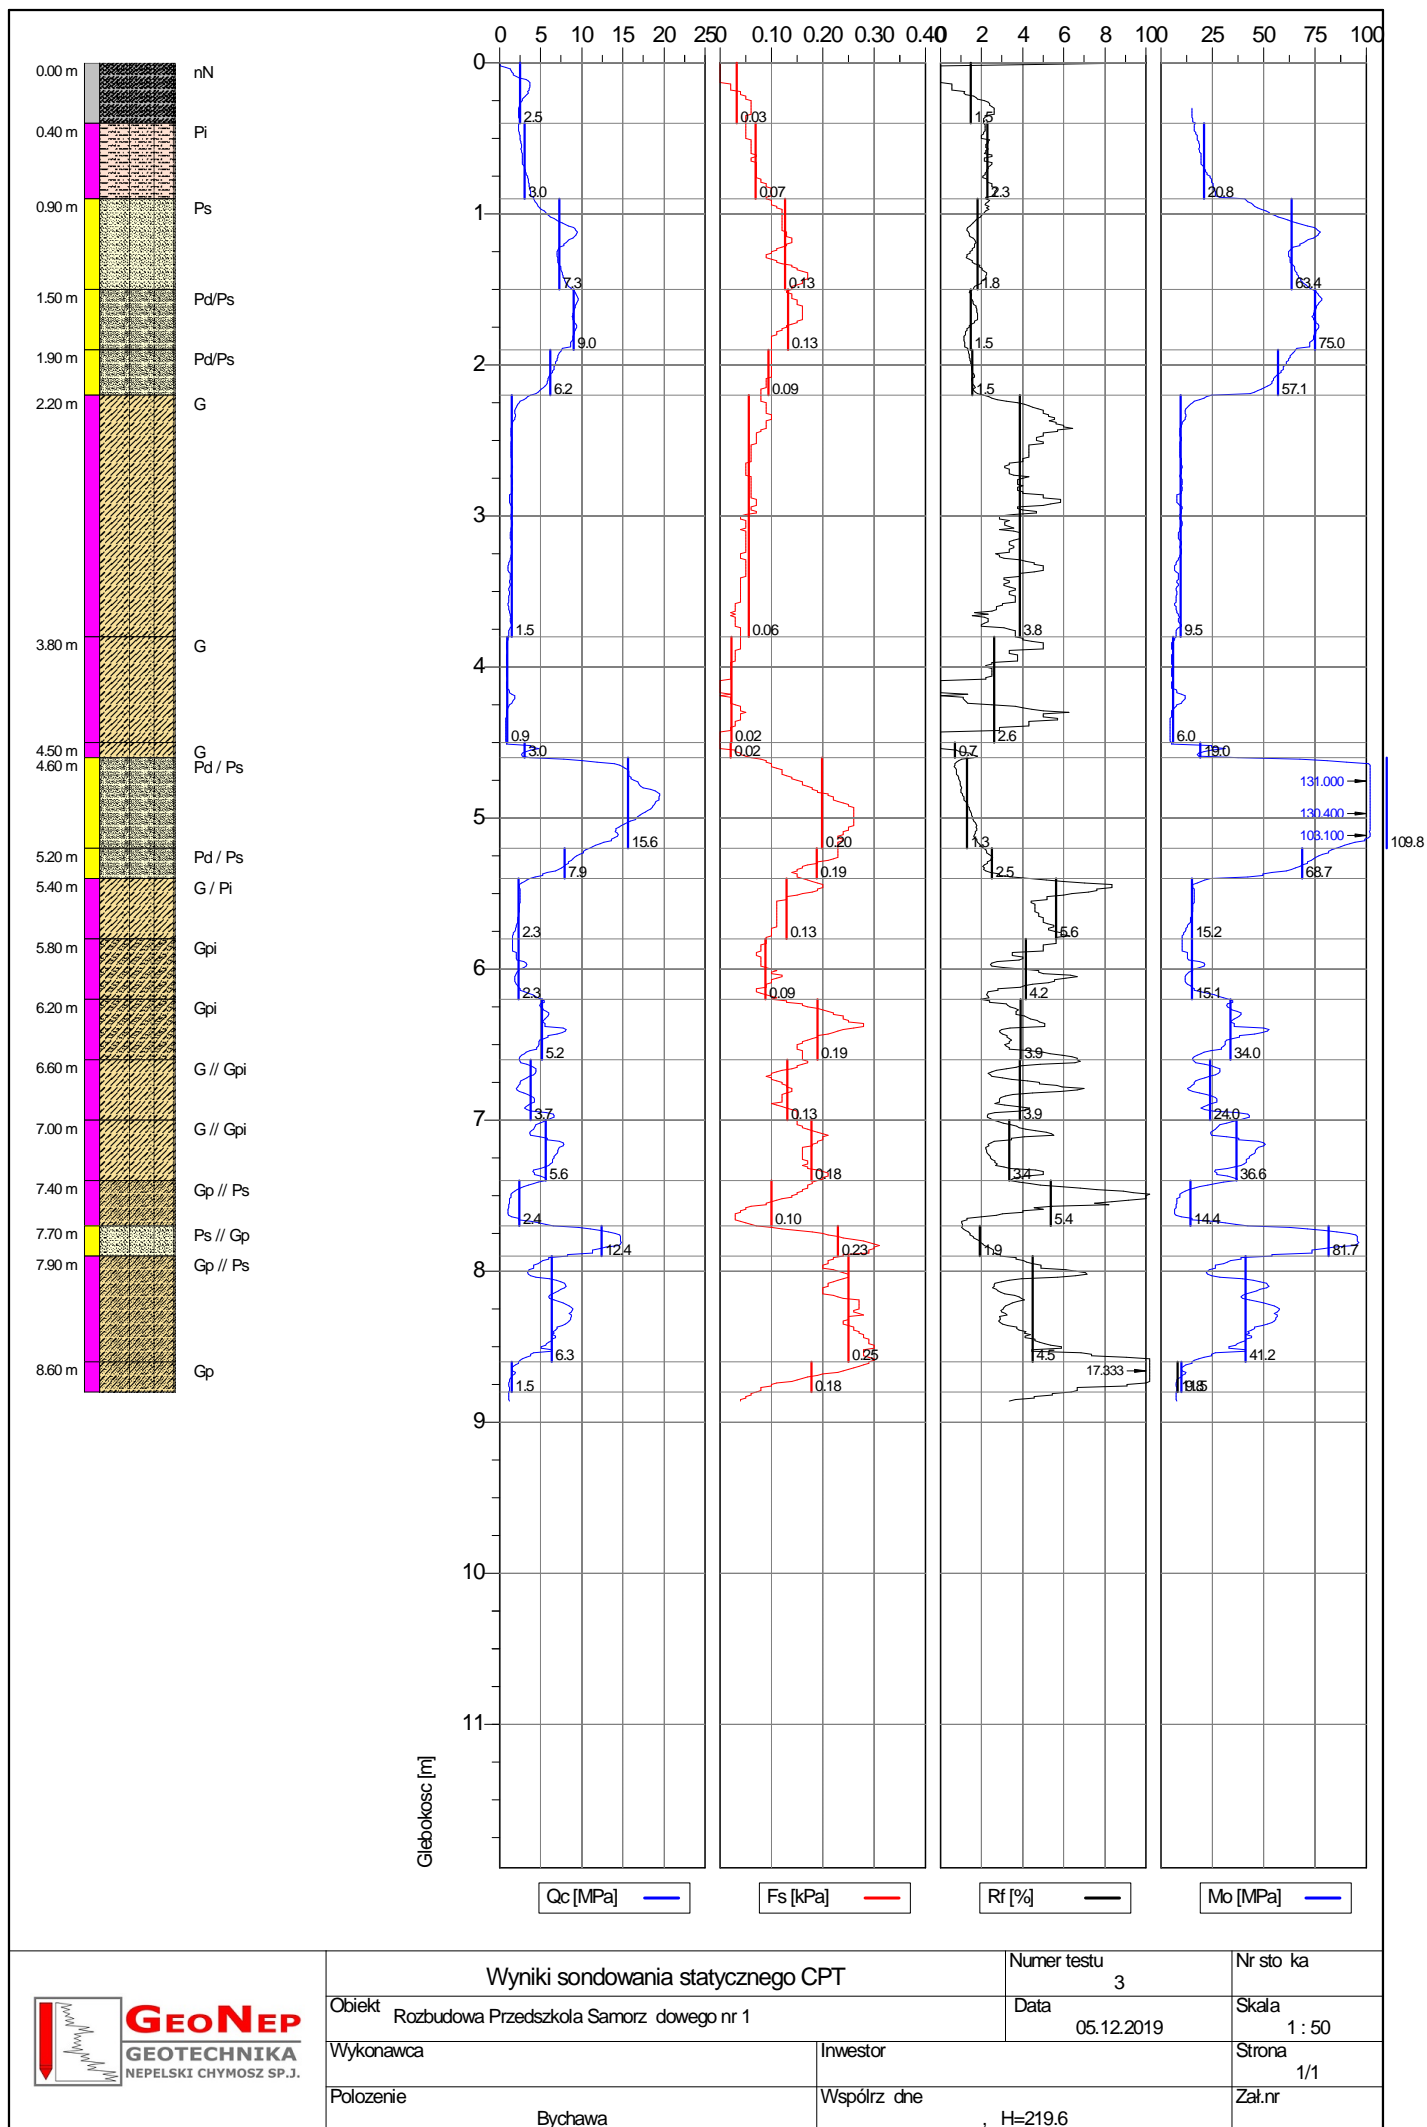 0 5 10 15 20 25
0 0.10 0.20 0.30 0.40
0 2 4 6 8 10
0 25 50 75 100
0
0.00 m nN
2.5 0.03 1.5
0.40 m Pi
3.0 0.07 2.3 20.8
0.90 m Ps
1
7.3 0.13 1.8 63.4
1.50 m Pd/Ps
9.0 0.13 1.5 75.0
1.90 m Pd/Ps
2
6.2 0.09 1.5 57.1
2.20 m G
3
1.5 0.06 3.8 9.5
3.80 m G
4
0.9 0.02 2.6 6.0
4.50 m G
3.0 0.02 0.7 19.0
4.60 m Pd / Ps
131.000
130.400
5
103.100
15.6 0.20 1.3 109.8
5.20 m Pd / Ps
7.9 0.19 2.5 68.7
5.40 m G / Pi
2.3 0.13 5.6 15.2
5.80 m Gpi
6
2.3 0.09 4.2 15.1
6.20 m Gpi
5.2 0.19 3.9 34.0
6.60 m G // Gpi
3.7 0.13 3.9 24.0
7
7.00 m G // Gpi
5.6 0.18 3.4 36.6
7.40 m Gp // Ps
2.4 0.10 5.4 14.4
7.70 m Ps // Gp
12.4 0.23 1.9 81.7
7.90 m Gp // Ps
8
6.3 0.25 4.5 41.2
8.60 m Gp
17.333
1.5 0.18
9
10
11
Glebokosc [m]
Qc [MPa] Fs [kPa] Rf [%] Mo [MPa]
Wyniki sondowania statycznego CPT
Numer testu
3
Nr sto ka
Obiekt Rozbudowa Przedszkola Samorz dowego nr 1
Data
05.12.2019
Skala
1 : 50
GEONEP
GEOTECHNIKA
NEPELSKI CHYMOSZ SP.J.
Wykonawca
Inwestor
Strona
1/1
Polozenie
Bychawa
Wspólrz dne
, H=219.6
Zał.nr